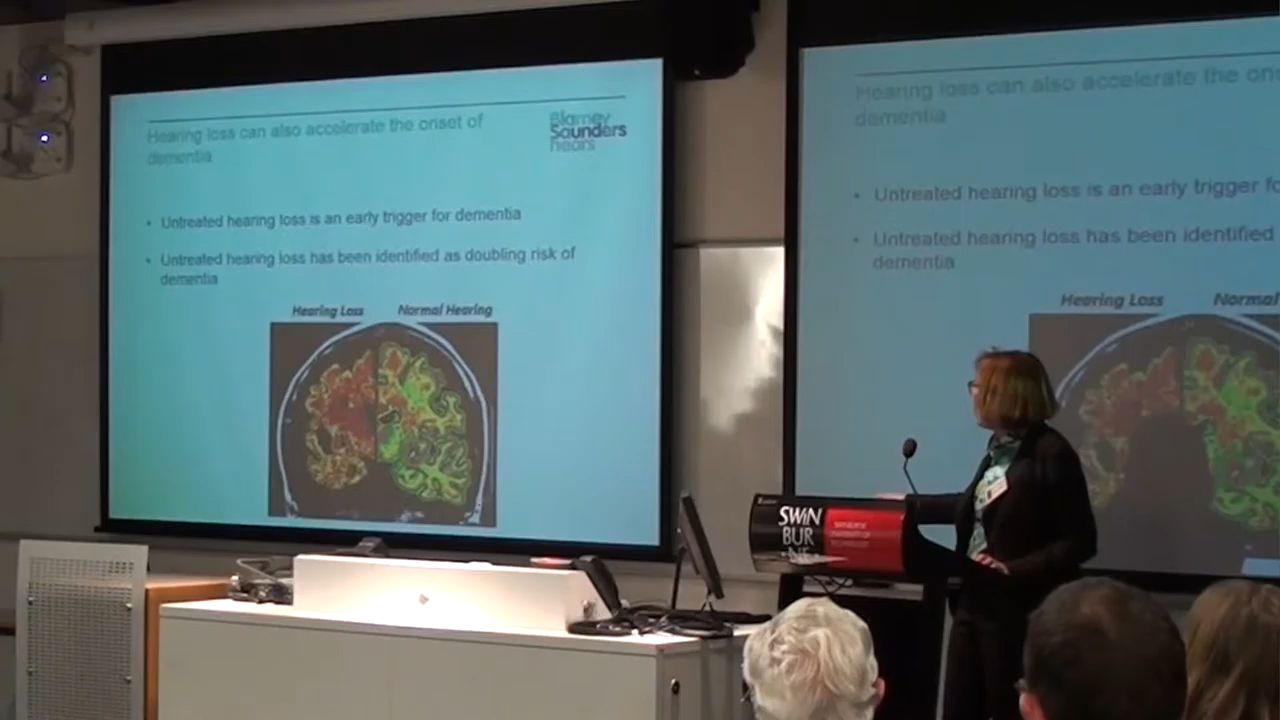 Hearing loss can also accelerate the onset of
dementia
Blamey
Saunders
hears
• Untreated hearing loss is an early trigger for dementia
• Untreated hearing loss has been identified as doubling risk of
dementia
Hearing Loss Normal Hearing
Hearing loss can also accelerate the on
dementia
• Untreated hearing loss is an early trigger fo
• Untreated hearing loss has been identified
dementia
Hearing Loss Normal
SWIN
BUR
NE